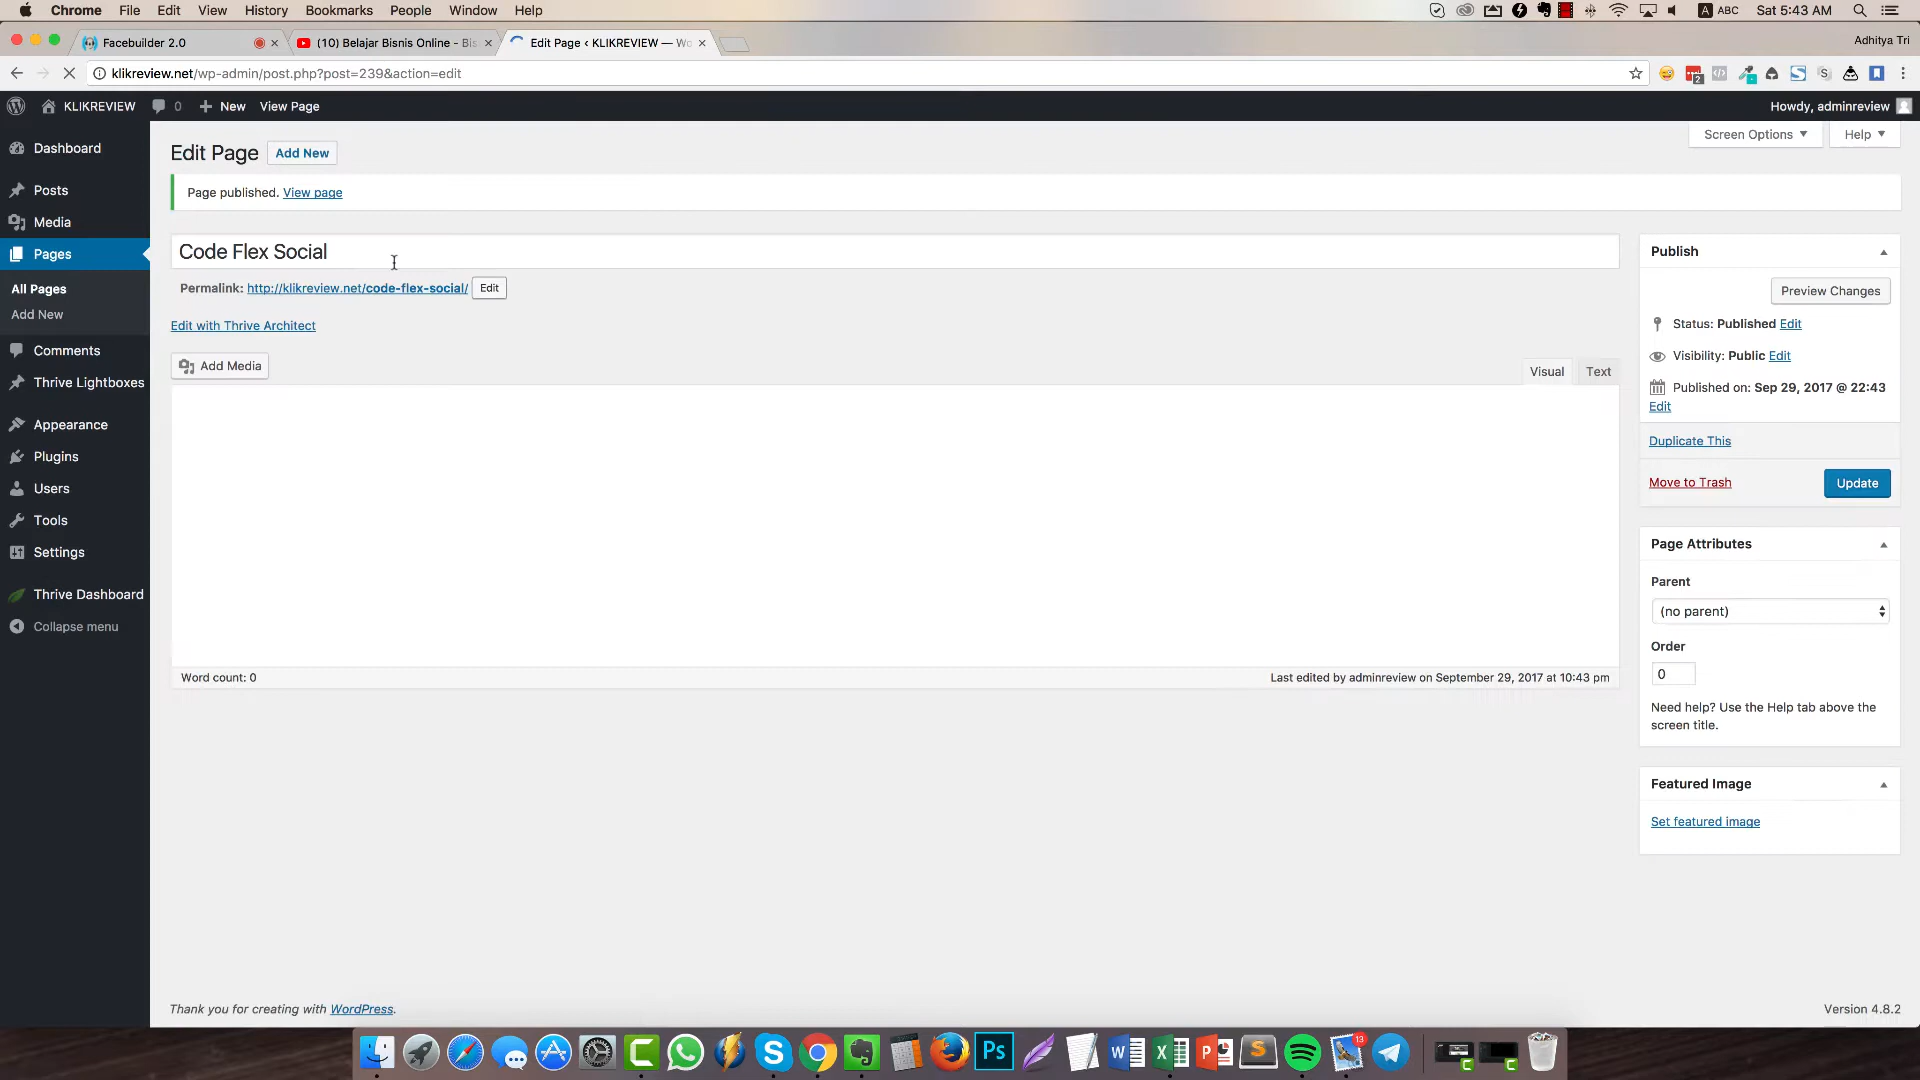 Chrome File Edit View History Bookmarks People Window Help
A ABC Sat 5:43 AM
Facebuilder 2.0
(10) Belajar Bisnis Online - Bis
Edit Page ‹ KLIKREVIEW — Wo
Adhitya Tri
klikreview.net/wp-admin/post.php?post=239&action=edit
2
KLIKREVIEW 0 New View Page
Howdy, adminreview
Dashboard
Posts
Media
Pages
All Pages
Add New
Comments
Thrive Lightboxes
Appearance
Plugins
Users
Tools
Settings
Thrive Dashboard
Collapse menu
Screen Options Help
Edit Page Add New
Page published. View page
Code Flex Social
Permalink: http://klikreview.net/code-flex-social/ Edit
Edit with Thrive Architect
Add Media
Visual Text
Word count: 0
Last edited by adminreview on September 29, 2017 at 10:43 pm
Publish
Preview Changes
Status: Published Edit
Visibility: Public Edit
Published on: Sep 29, 2017 @ 22:43
Edit
Duplicate This
Move to Trash Update
Page Attributes
Parent
(no parent)
Order
0
Need help? Use the Help tab above the
screen title.
Featured Image
Set featured image
Thank you for creating with WordPress.
Version 4.8.2
Ps
13